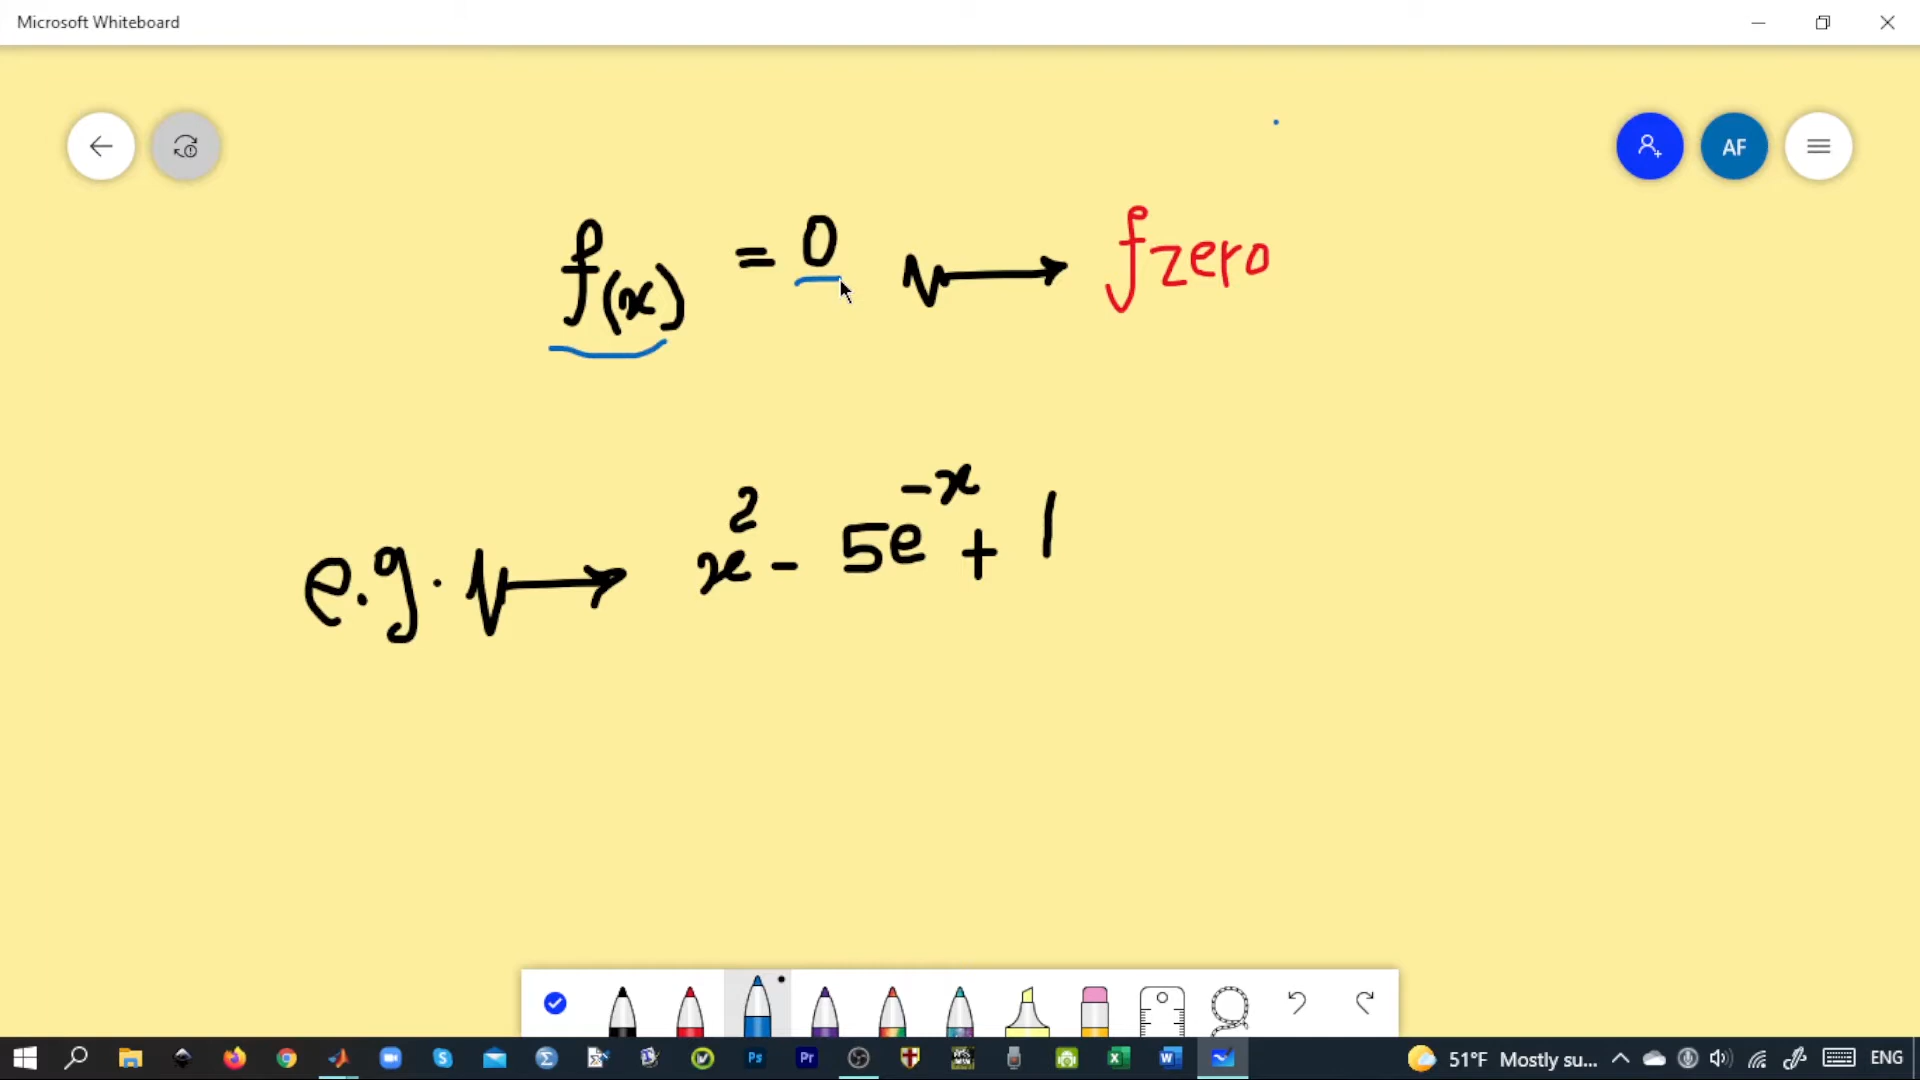 Microsoft Whiteboard
AF
f(x) = 0 → fzero
e.g. → x² - 5e⁻ˣ + 1
51°F Mostly su... ENG